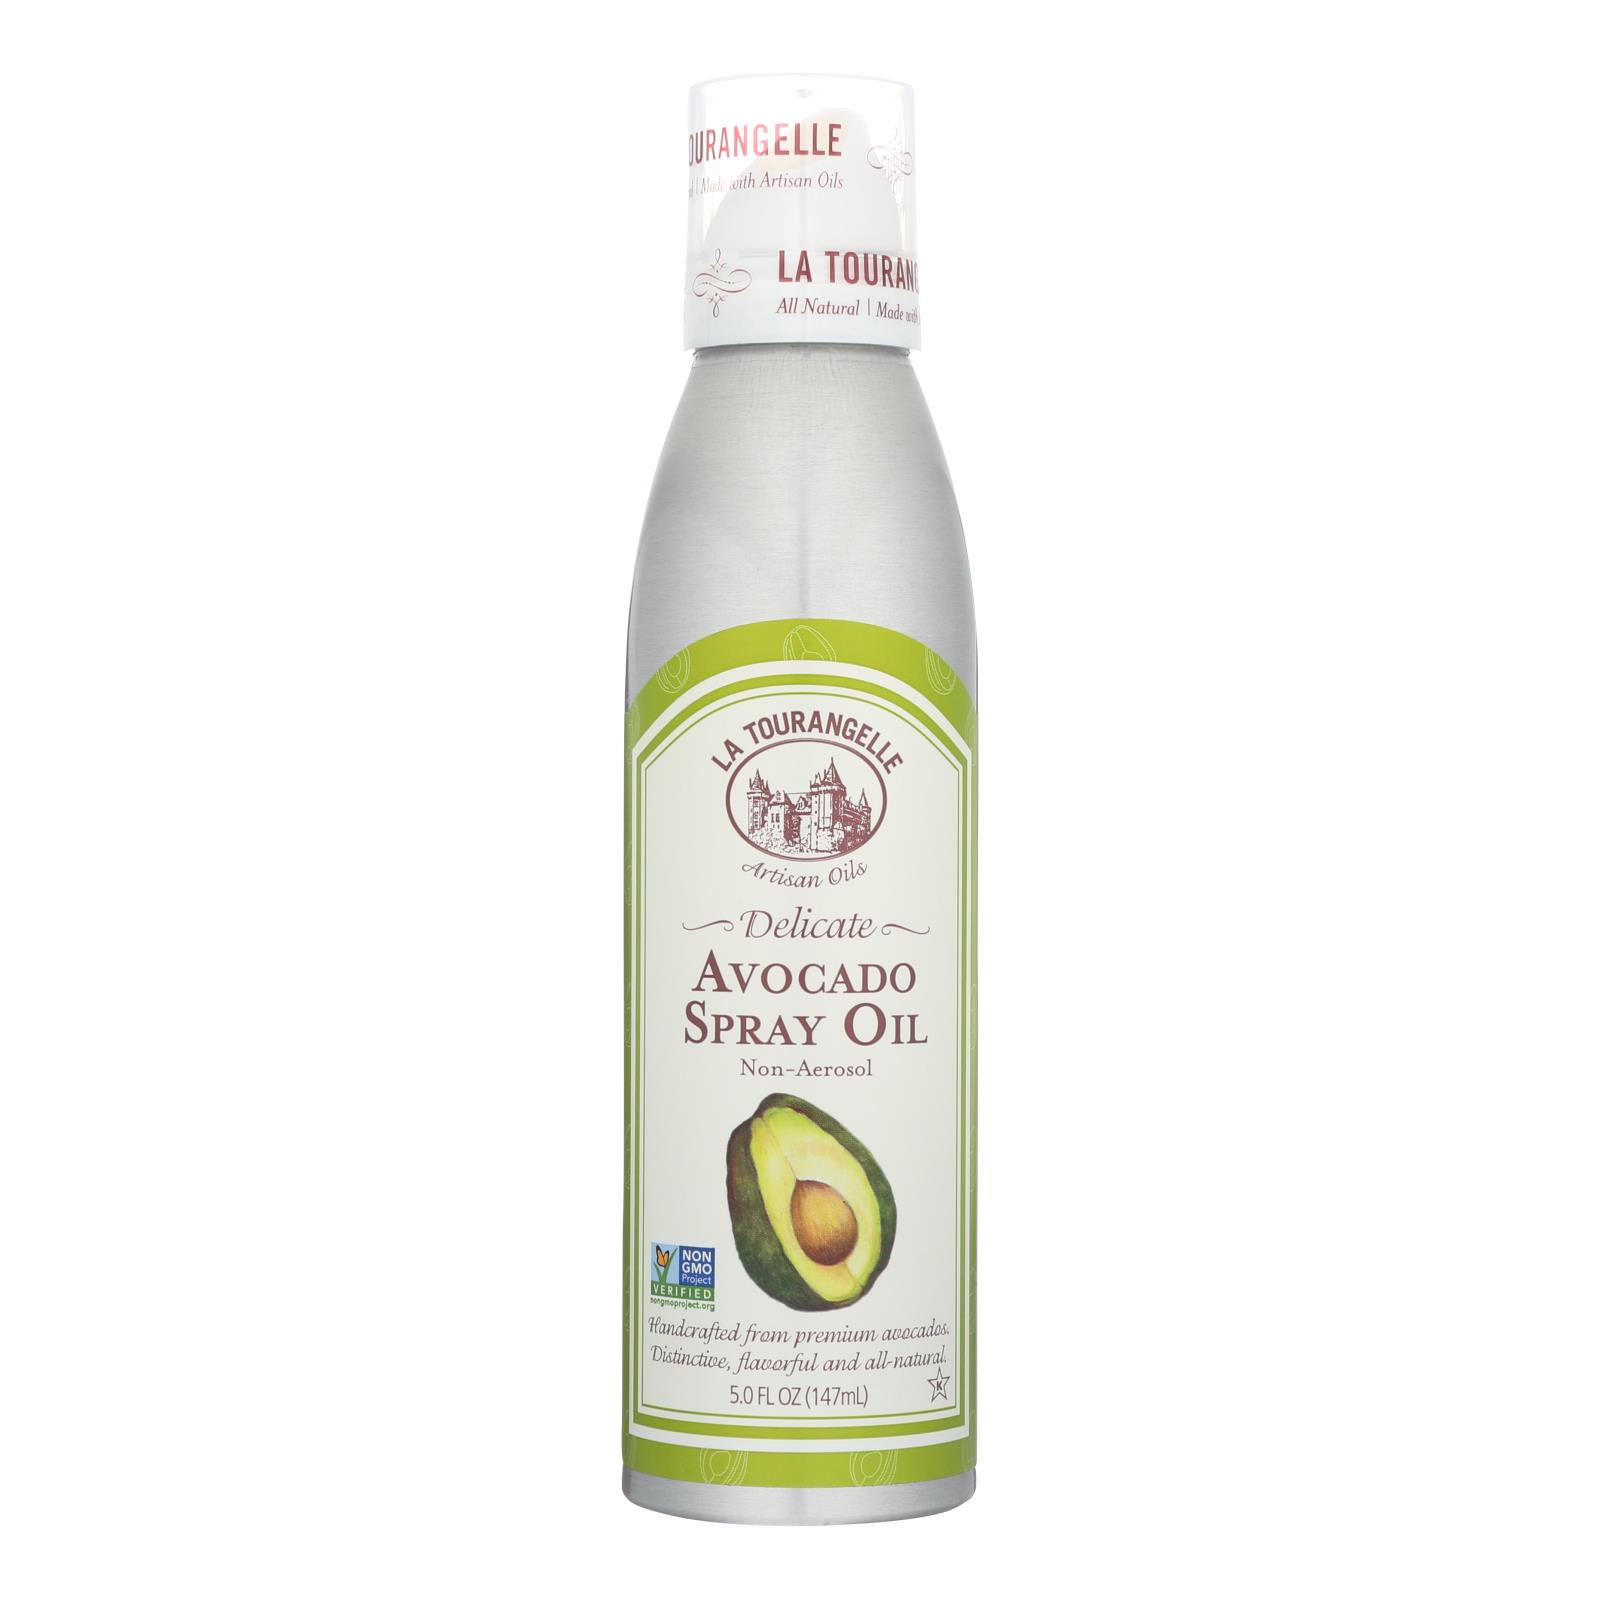 OURANGELLE
Made with Artisan Oils
LA TOURANG
All Natural | Made with
LA TOURANGELLE
Artisan Oils
Delicate
AVOCADO
SPRAY OIL
Non-Aerosol
NON
GMO
Project
VERIFIED
nongmoproject.org
Handcrafted from premium avocados.
Distinctive, flavorful and all-natural.
K
5.0 FL OZ (147mL)